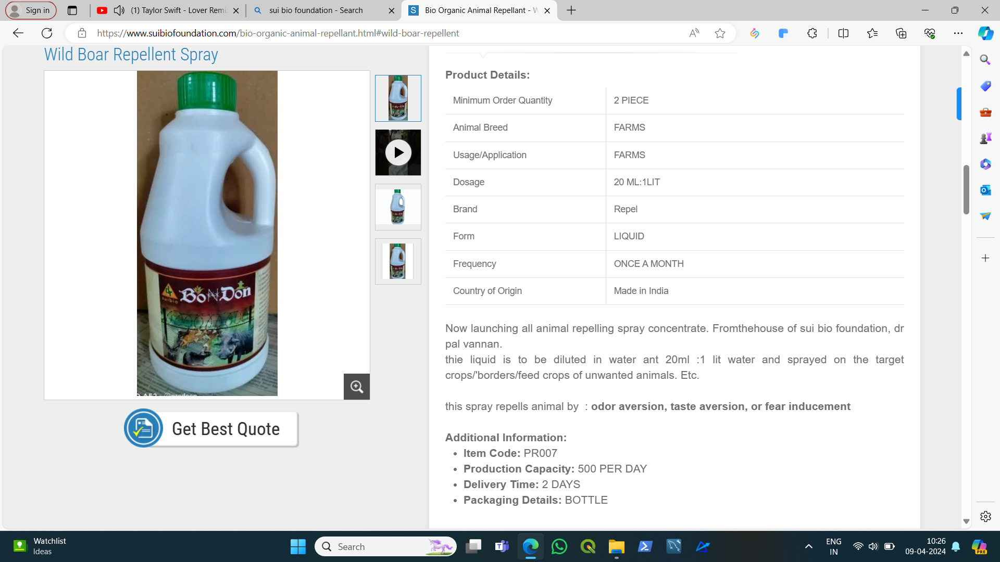 Sign in
(1) Taylor Swift - Lover Remi
sui bio foundation - Search
Bio Organic Animal Repellant - W
https://www.suibiofoundation.com/bio-organic-animal-repellant.html#wild-boar-repellent
Wild Boar Repellent Spray
suibio
BoNDon
Get Best Quote
Product Details:
Minimum Order Quantity 2 PIECE
Animal Breed FARMS
Usage/Application FARMS
Dosage 20 ML:1LIT
Brand Repel
Form LIQUID
Frequency ONCE A MONTH
Country of Origin Made in India
Now launching all animal repelling spray concentrate. Fromthehouse of sui bio foundation, dr
pal vannan.
thie liquid is to be diluted in water ant 20ml :1 lit water and sprayed on the target
crops/'borders/feed crops of unwanted animals. Etc.
this spray repells animal by : odor aversion, taste aversion, or fear inducement
Additional Information:
• Item Code: PR007
• Production Capacity: 500 PER DAY
• Delivery Time: 2 DAYS
• Packaging Details: BOTTLE
Watchlist
Ideas
Search
ENG
IN
10:26
09-04-2024
PRE